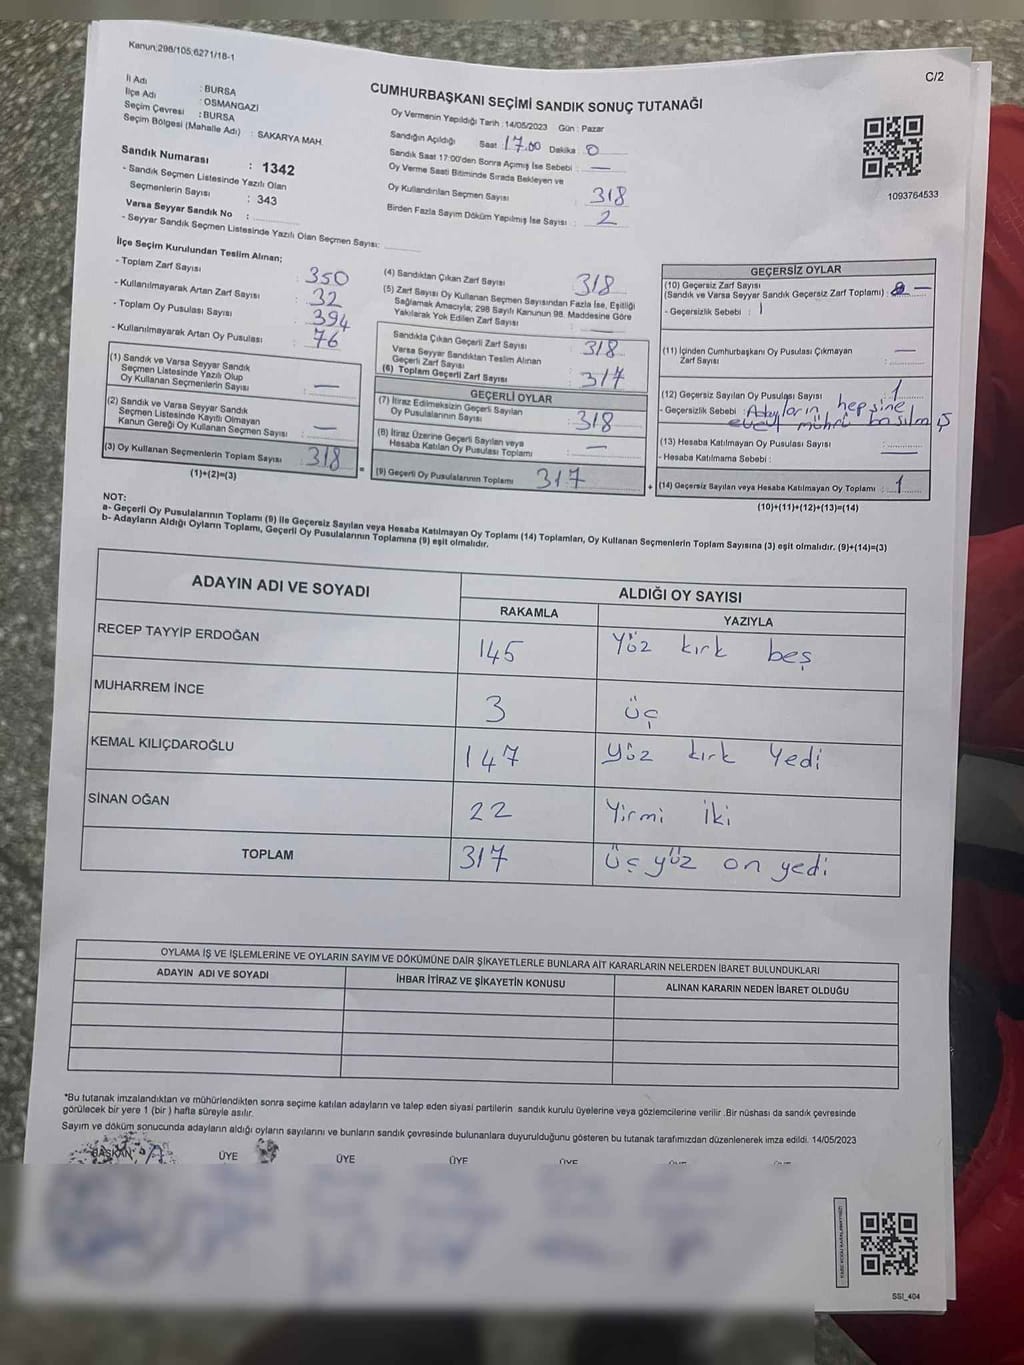 Kanun;298/105;6271/18-1
C/2
İl Adı : BURSA
İlçe Adı : OSMANGAZİ
Seçim Çevresi : BURSA
Seçim Bölgesi (Mahalle Adı) : SAKARYA MAH.
Sandık Numarası : 1342
- Sandık Seçmen Listesinde Yazılı Olan
Seçmenlerin Sayısı : 343
Varsa Seyyar Sandık No :
- Seyyar Sandık Seçmen Listesinde Yazılı Olan Seçmen Sayısı:
CUMHURBAŞKANI SEÇİMİ SANDIK SONUÇ TUTANAĞI
Oy Vermenin Yapıldığı Tarih : 14/05/2023 Gün : Pazar
Sandığın Açıldığı Saat : 17.00 Dakika : 0
Sandık Saat 17:00'den Sonra Açımış İse Sebebi : —
Oy Verme Saati Bitiminde Sırada Bekleyen ve
Oy Kullandırılan Seçmen Sayısı : 318
Birden Fazla Sayım Döküm Yapılmış İse Sayısı : 2
1093764533
İlçe Seçim Kurulundan Teslim Alınan;
- Toplam Zarf Sayısı : 350
- Kullanılmayarak Artan Zarf Sayısı : 32
- Toplam Oy Pusulası Sayısı : 394
- Kullanılmayarak Artan Oy Pusulası : 76
(1) Sandık ve Varsa Seyyar Sandık
Seçmen Listesinde Yazılı Olup
Oy Kullanan Seçmenlerin Sayısı : —
(2) Sandık ve Varsa Seyyar Sandık
Seçmen Listesinde Kayıtlı Olmayan
Kanun Gereği Oy Kullanan Seçmen Sayısı : —
(3) Oy Kullanan Seçmenlerin Toplam Sayısı : 318
(1)+(2)=(3)
(4) Sandıktan Çıkan Zarf Sayısı : 318
(5) Zarf Sayısı Oy Kullanan Seçmen Sayısından Fazla İse, Eşitliği
Sağlamak Amacıyla; 298 Sayılı Kanunun 98. Maddesine Göre
Yakılarak Yok Edilen Zarf Sayısı : —
Sandıkta Çıkan Geçerli Zarf Sayısı : 318
Varsa Seyyar Sandıktan Teslim Alınan
Geçerli Zarf Sayısı :
(6) Toplam Geçerli Zarf Sayısı : 317
GEÇERLİ OYLAR
(7) İtiraz Edilmeksizin Geçerli Sayılan
Oy Pusulalarının Sayısı : 318
(8) İtiraz Üzerine Geçerli Sayılan veya
Hesaba Katılan Oy Pusulası Toplamı : —
= (9) Geçerli Oy Pusulalarının Toplamı 317
GEÇERSİZ OYLAR
(10) Geçersiz Zarf Sayısı
(Sandık ve Varsa Seyyar Sandık Geçersiz Zarf Toplamı) : —
- Geçersizlik Sebebi : 1
(11) İçinden Cumhurbaşkanı Oy Pusulası Çıkmayan
Zarf Sayısı : —
(12) Geçersiz Sayılan Oy Pusulası Sayısı : 1
- Geçersizlik Sebebi : Adayların hepsine
evet mührü basılmış
(13) Hesaba Katılmayan Oy Pusulası Sayısı : —
- Hesaba Katılmama Sebebi :
+ (14) Geçersiz Sayılan veya Hesaba Katılmayan Oy Toplamı : 1
(10)+(11)+(12)+(13)=(14)
NOT:
a- Geçerli Oy Pusulalarının Toplamı (9) ile Geçersiz Sayılan veya Hesaba Katılmayan Oy Toplamı (14) Toplamları, Oy Kullanan Seçmenlerin Toplam Sayısına (3) eşit olmalıdır. (9)+(14)=(3)
b- Adayların Aldığı Oyların Toplamı, Geçerli Oy Pusulalarının Toplamına (9) eşit olmalıdır.
ADAYIN ADI VE SOYADI ALDIĞI OY SAYISI
RAKAMLA YAZIYLA
RECEP TAYYİP ERDOĞAN 145 Yüz kırk beş
MUHARREM İNCE 3 üç
KEMAL KILIÇDAROĞLU 147 Yüz kırk Yedi
SİNAN OĞAN 22 Yirmi iki
TOPLAM 317 Üç yüz on yedi
OYLAMA İŞ VE İŞLEMLERİNE VE OYLARIN SAYIM VE DÖKÜMÜNE DAİR ŞİKAYETLERLE BUNLARA AİT KARARLARIN NELERDEN İBARET BULUNDUKLARI
ADAYIN ADI VE SOYADI İHBAR İTİRAZ VE ŞİKAYETİN KONUSU ALINAN KARARIN NEDEN İBARET OLDUĞU
*Bu tutanak imzalandıktan ve mühürlendikten sonra seçime katılan adayların ve talep eden siyasi partilerin sandık kurulu üyelerine veya gözlemcilerine verilir .Bir nüshası da sandık çevresinde
görülecek bir yere 1 (bir ) hafta süreyle asılır.
Sayım ve döküm sonucunda adayların aldığı oyların sayılarını ve bunların sandık çevresinde bulunanlara duyurulduğunu gösteren bu tutanak tarafımızdan düzenlenerek imza edildi. 14/05/2023
BAŞKAN ÜYE ÜYE ÜYE ÜYE
SSI_404